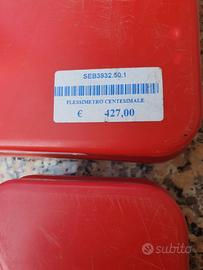 SEB3932.50.1
FLESSIMETRO CENTESIMALE
€ 427,00
subito